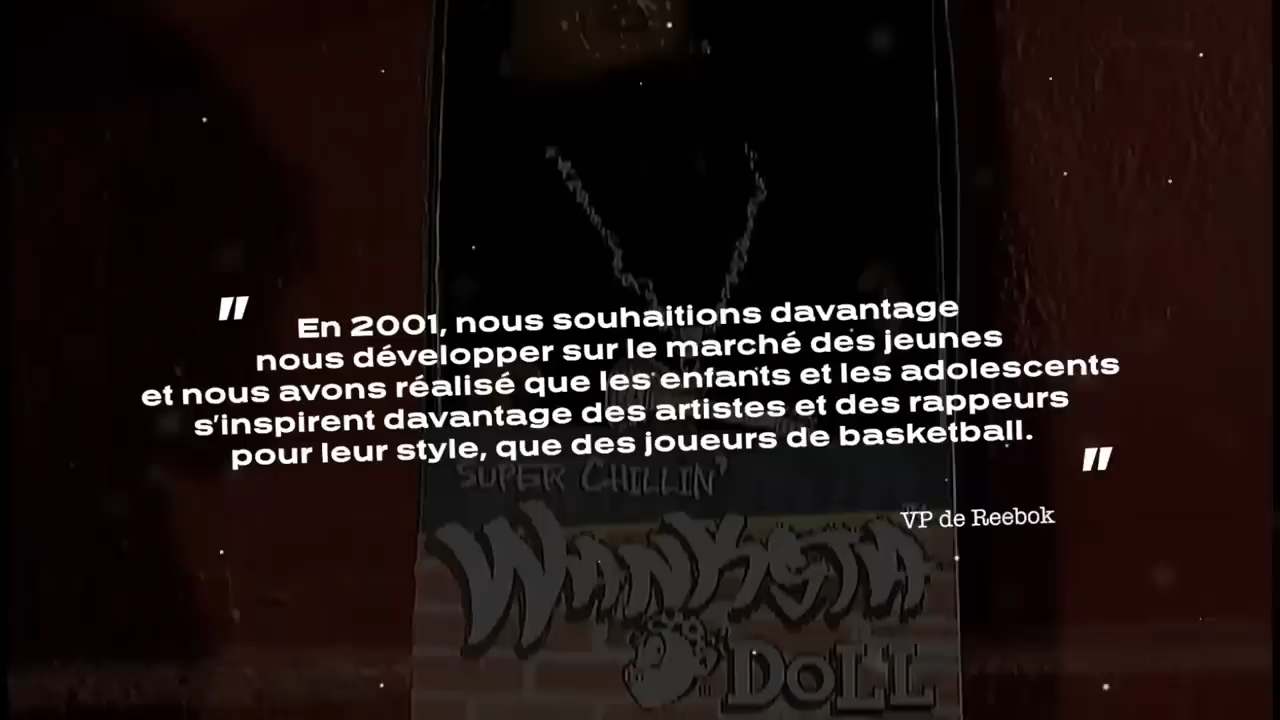 " En 2001, nous souhaitions davantage
nous développer sur le marché des jeunes
et nous avons réalisé que les enfants et les adolescents
s'inspirent davantage des artistes et des rappeurs
pour leur style, que des joueurs de basketball. "
SUPER CHILLIN'
VP de Reebok
WANKSTA
DOLL